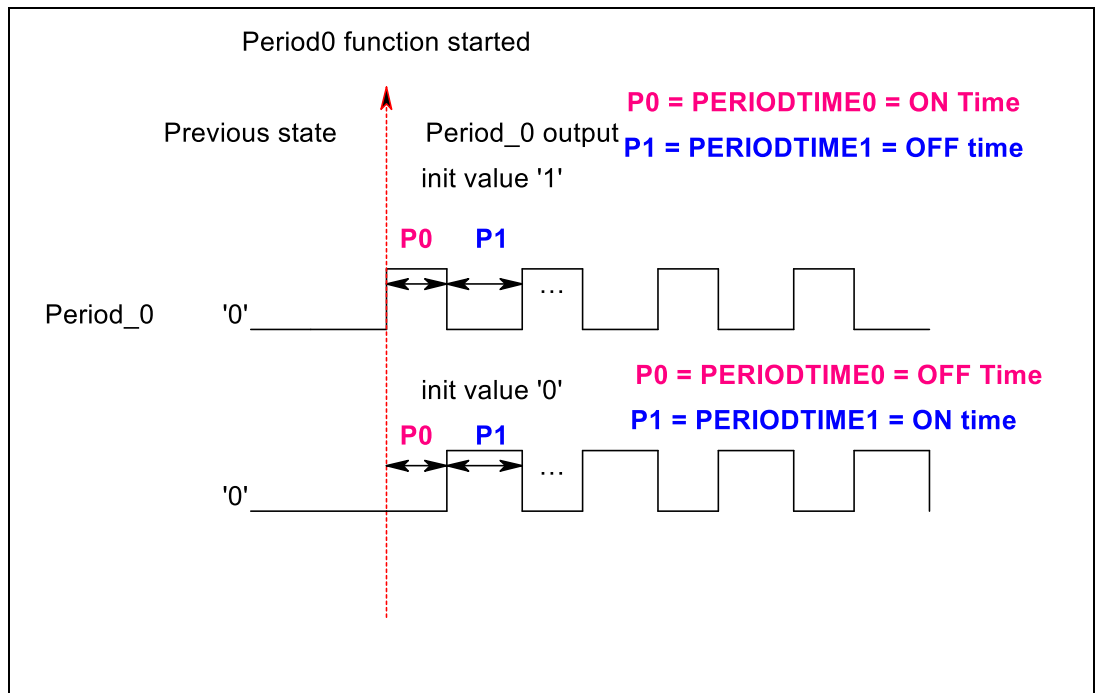 Period0 function started
P0 = PERIODTIME0 = ON Time
Previous state
Period_0 output
P1 = PERIODTIME1 = OFF time
init value '1'
P0
P1
...
Period_0
'0'
P0 = PERIODTIME0 = OFF Time
init value '0'
P1 = PERIODTIME1 = ON time
P0
P1
...
'0'